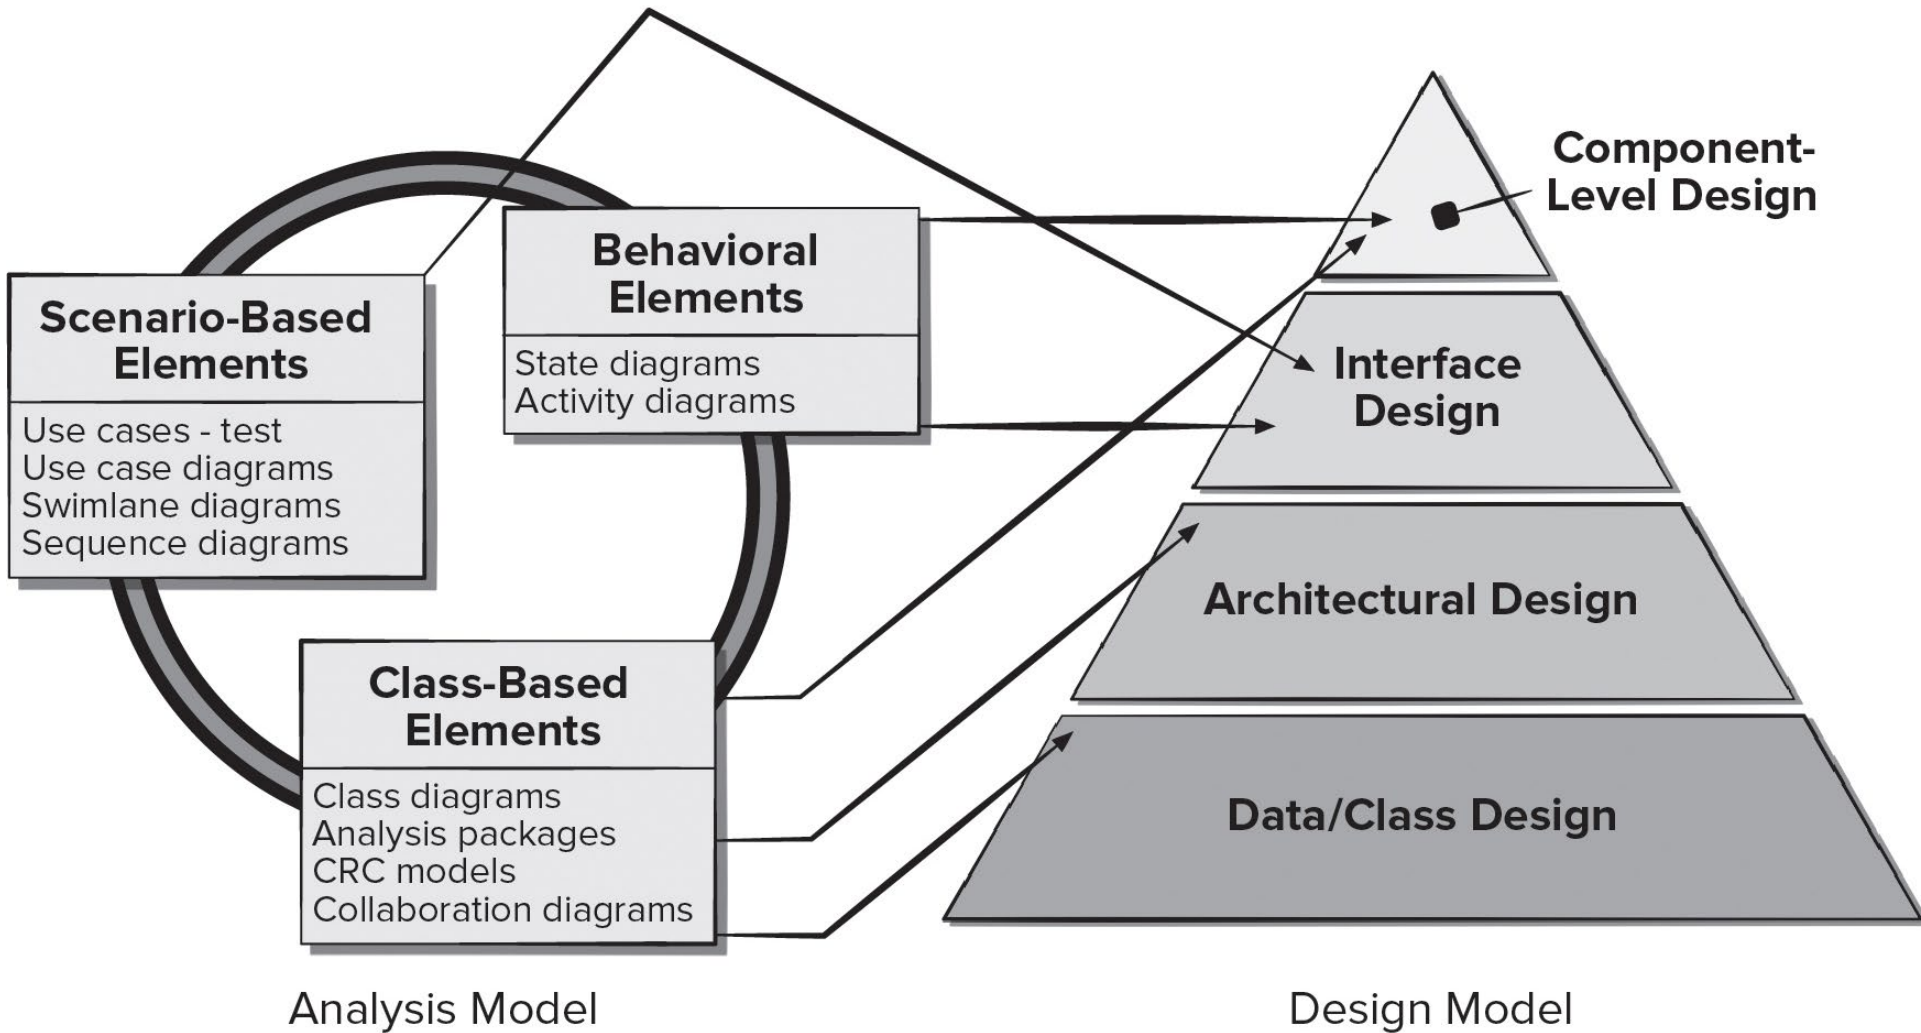 Scenario-Based
Elements
Use cases - test
Use case diagrams
Swimlane diagrams
Sequence diagrams
Behavioral
Elements
State diagrams
Activity diagrams
Class-Based
Elements
Class diagrams
Analysis packages
CRC models
Collaboration diagrams
Analysis Model
Component-
Level Design
Interface
Design
Architectural Design
Data/Class Design
Design Model